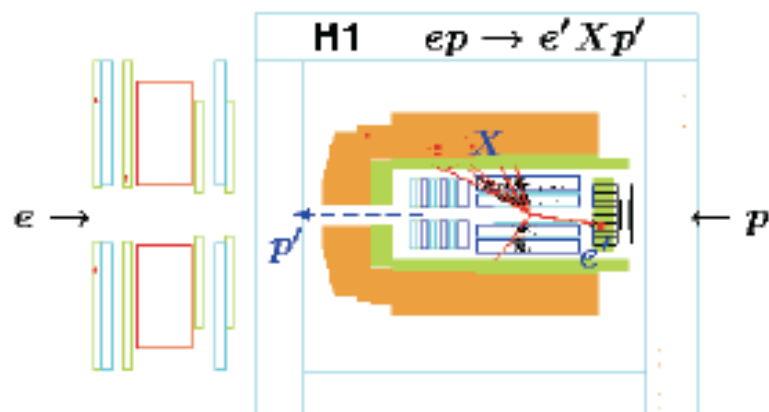 H1 ep → e′Xp′
X
e →
p′
e′
← p